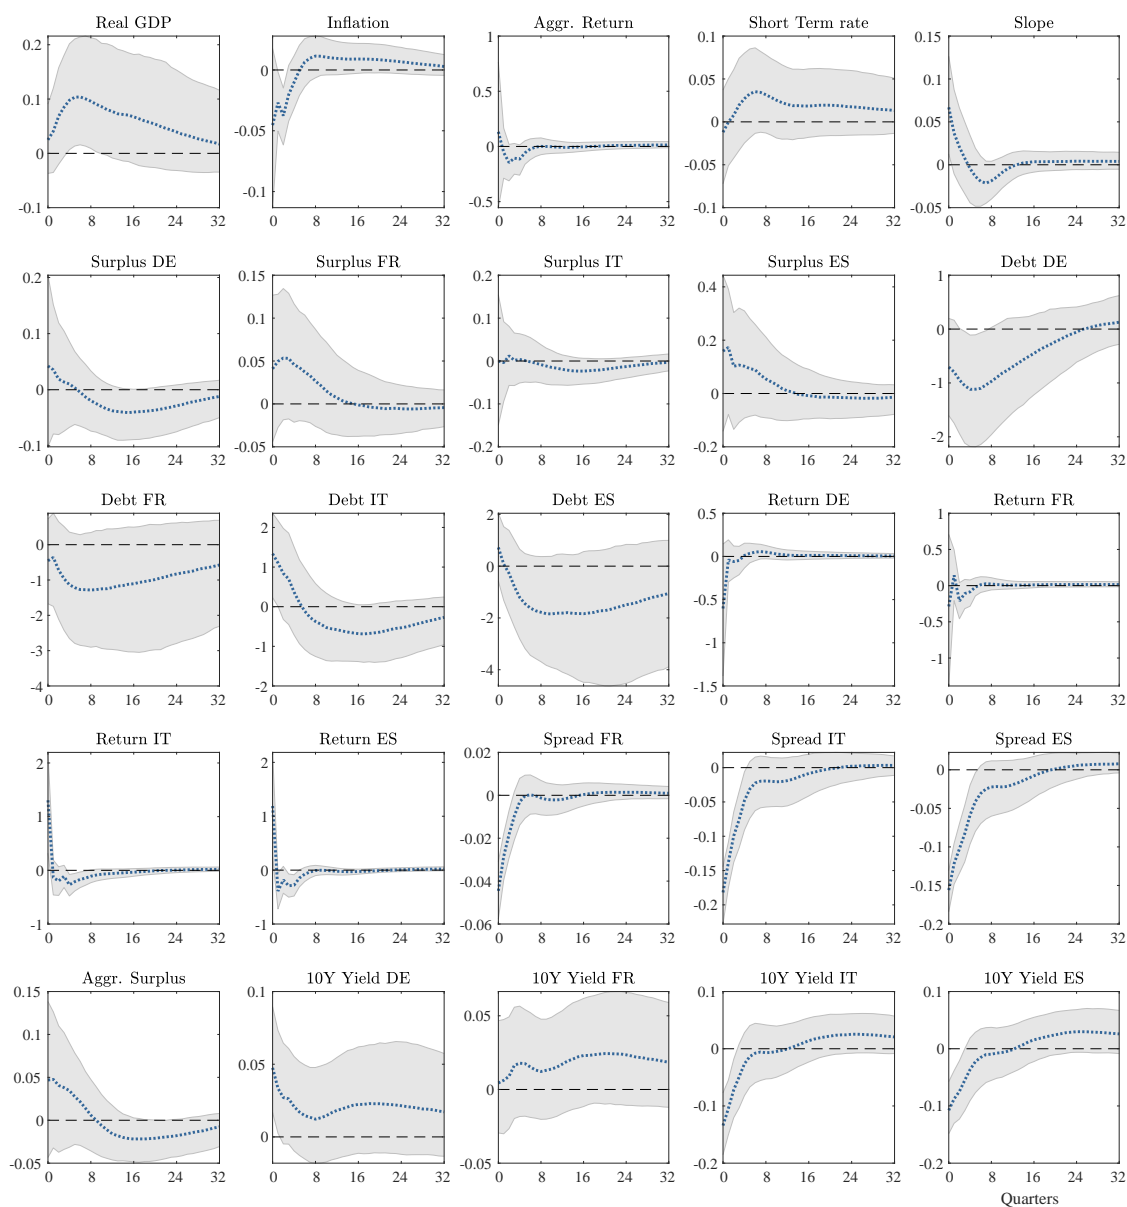 Real GDP
0.2
0.1
0
-0.1
0 8 16 24 32
Inflation
0
-0.05
-0.1
0 8 16 24 32
Aggr. Return
1
0.5
0
-0.5
0 8 16 24 32
Short Term rate
0.1
0.05
0
-0.05
-0.1
0 8 16 24 32
Slope
0.15
0.1
0.05
0
-0.05
0 8 16 24 32
Surplus DE
0.2
0.1
0
-0.1
0 8 16 24 32
Surplus FR
0.15
0.1
0.05
0
-0.05
0 8 16 24 32
Surplus IT
0.2
0.1
0
-0.1
-0.2
0 8 16 24 32
Surplus ES
0.4
0.2
0
-0.2
0 8 16 24 32
Debt DE
1
0
-1
-2
0 8 16 24 32
Debt FR
0
-1
-2
-3
-4
0 8 16 24 32
Debt IT
2
1
0
-1
-2
0 8 16 24 32
Debt ES
2
0
-2
-4
0 8 16 24 32
Return DE
0.5
0
-0.5
-1
-1.5
0 8 16 24 32
Return FR
1
0.5
0
-0.5
-1
0 8 16 24 32
Return IT
2
1
0
-1
0 8 16 24 32
Return ES
2
1
0
-1
0 8 16 24 32
Spread FR
0.02
0
-0.02
-0.04
-0.06
0 8 16 24 32
Spread IT
0
-0.05
-0.1
-0.15
-0.2
0 8 16 24 32
Spread ES
0
-0.05
-0.1
-0.15
-0.2
0 8 16 24 32
Aggr. Surplus
0.15
0.1
0.05
0
-0.05
0 8 16 24 32
10Y Yield DE
0.1
0.05
0
0 8 16 24 32
10Y Yield FR
0.05
0
-0.05
0 8 16 24 32
10Y Yield IT
0.1
0
-0.1
-0.2
0 8 16 24 32
10Y Yield ES
0.1
0
-0.1
-0.2
0 8 16 24 32
Quarters